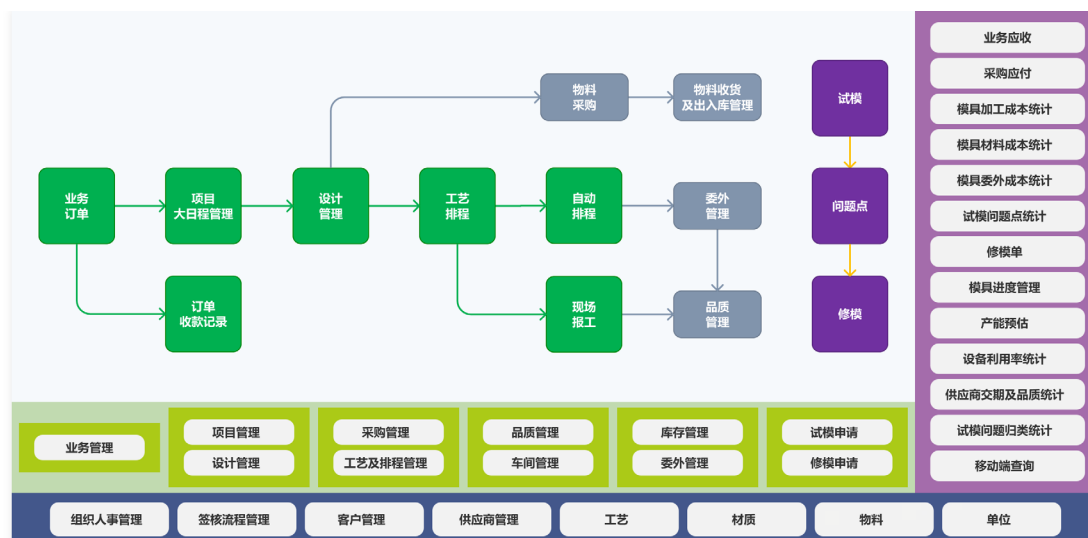 物料
采购
物料收货
及出入库管理
试模
业务
订单
项目
大日程管理
设计
管理
工艺
排程
自动
排程
委外
管理
问题点
订单
收款记录
现场
报工
品质
管理
修模
业务应收
采购应付
模具加工成本统计
模具材料成本统计
模具委外成本统计
试模问题点统计
修模单
模具进度管理
产能预估
设备利用率统计
供应商交期及品质统计
试模问题归类统计
移动端查询
业务管理
项目管理
设计管理
采购管理
工艺及排程管理
品质管理
车间管理
库存管理
委外管理
试模申请
修模申请
组织人事管理
签核流程管理
客户管理
供应商管理
工艺
材质
物料
单位